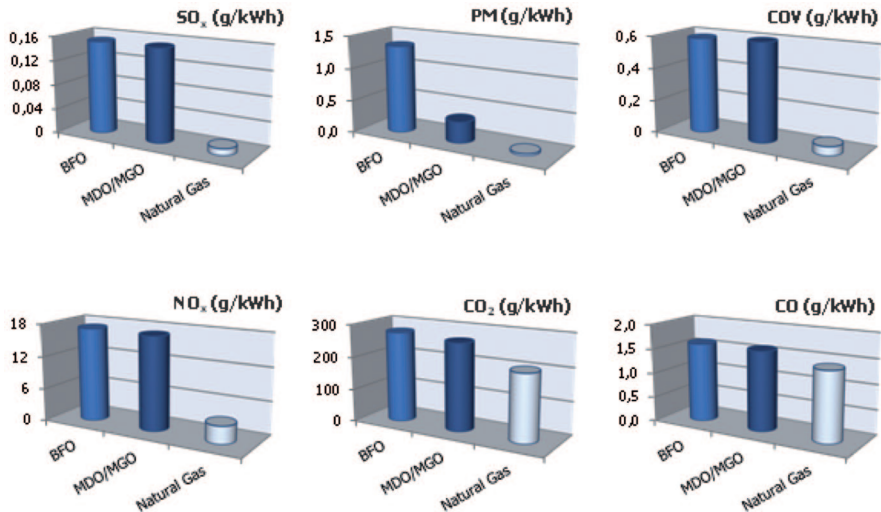 SOₓ (g/kWh)
0,16
0,12
0,08
0,04
0
BFO
MDO/MGO
Natural Gas
PM (g/kWh)
1,5
1,0
0,5
0,0
BFO
MDO/MGO
Natural Gas
COV (g/kWh)
0,6
0,4
0,2
0
BFO
MDO/MGO
Natural Gas
NOₓ (g/kWh)
18
12
6
0
BFO
MDO/MGO
Natural Gas
CO₂ (g/kWh)
300
200
100
0
BFO
MDO/MGO
Natural Gas
CO (g/kWh)
2,0
1,5
1,0
0,5
0,0
BFO
MDO/MGO
Natural Gas